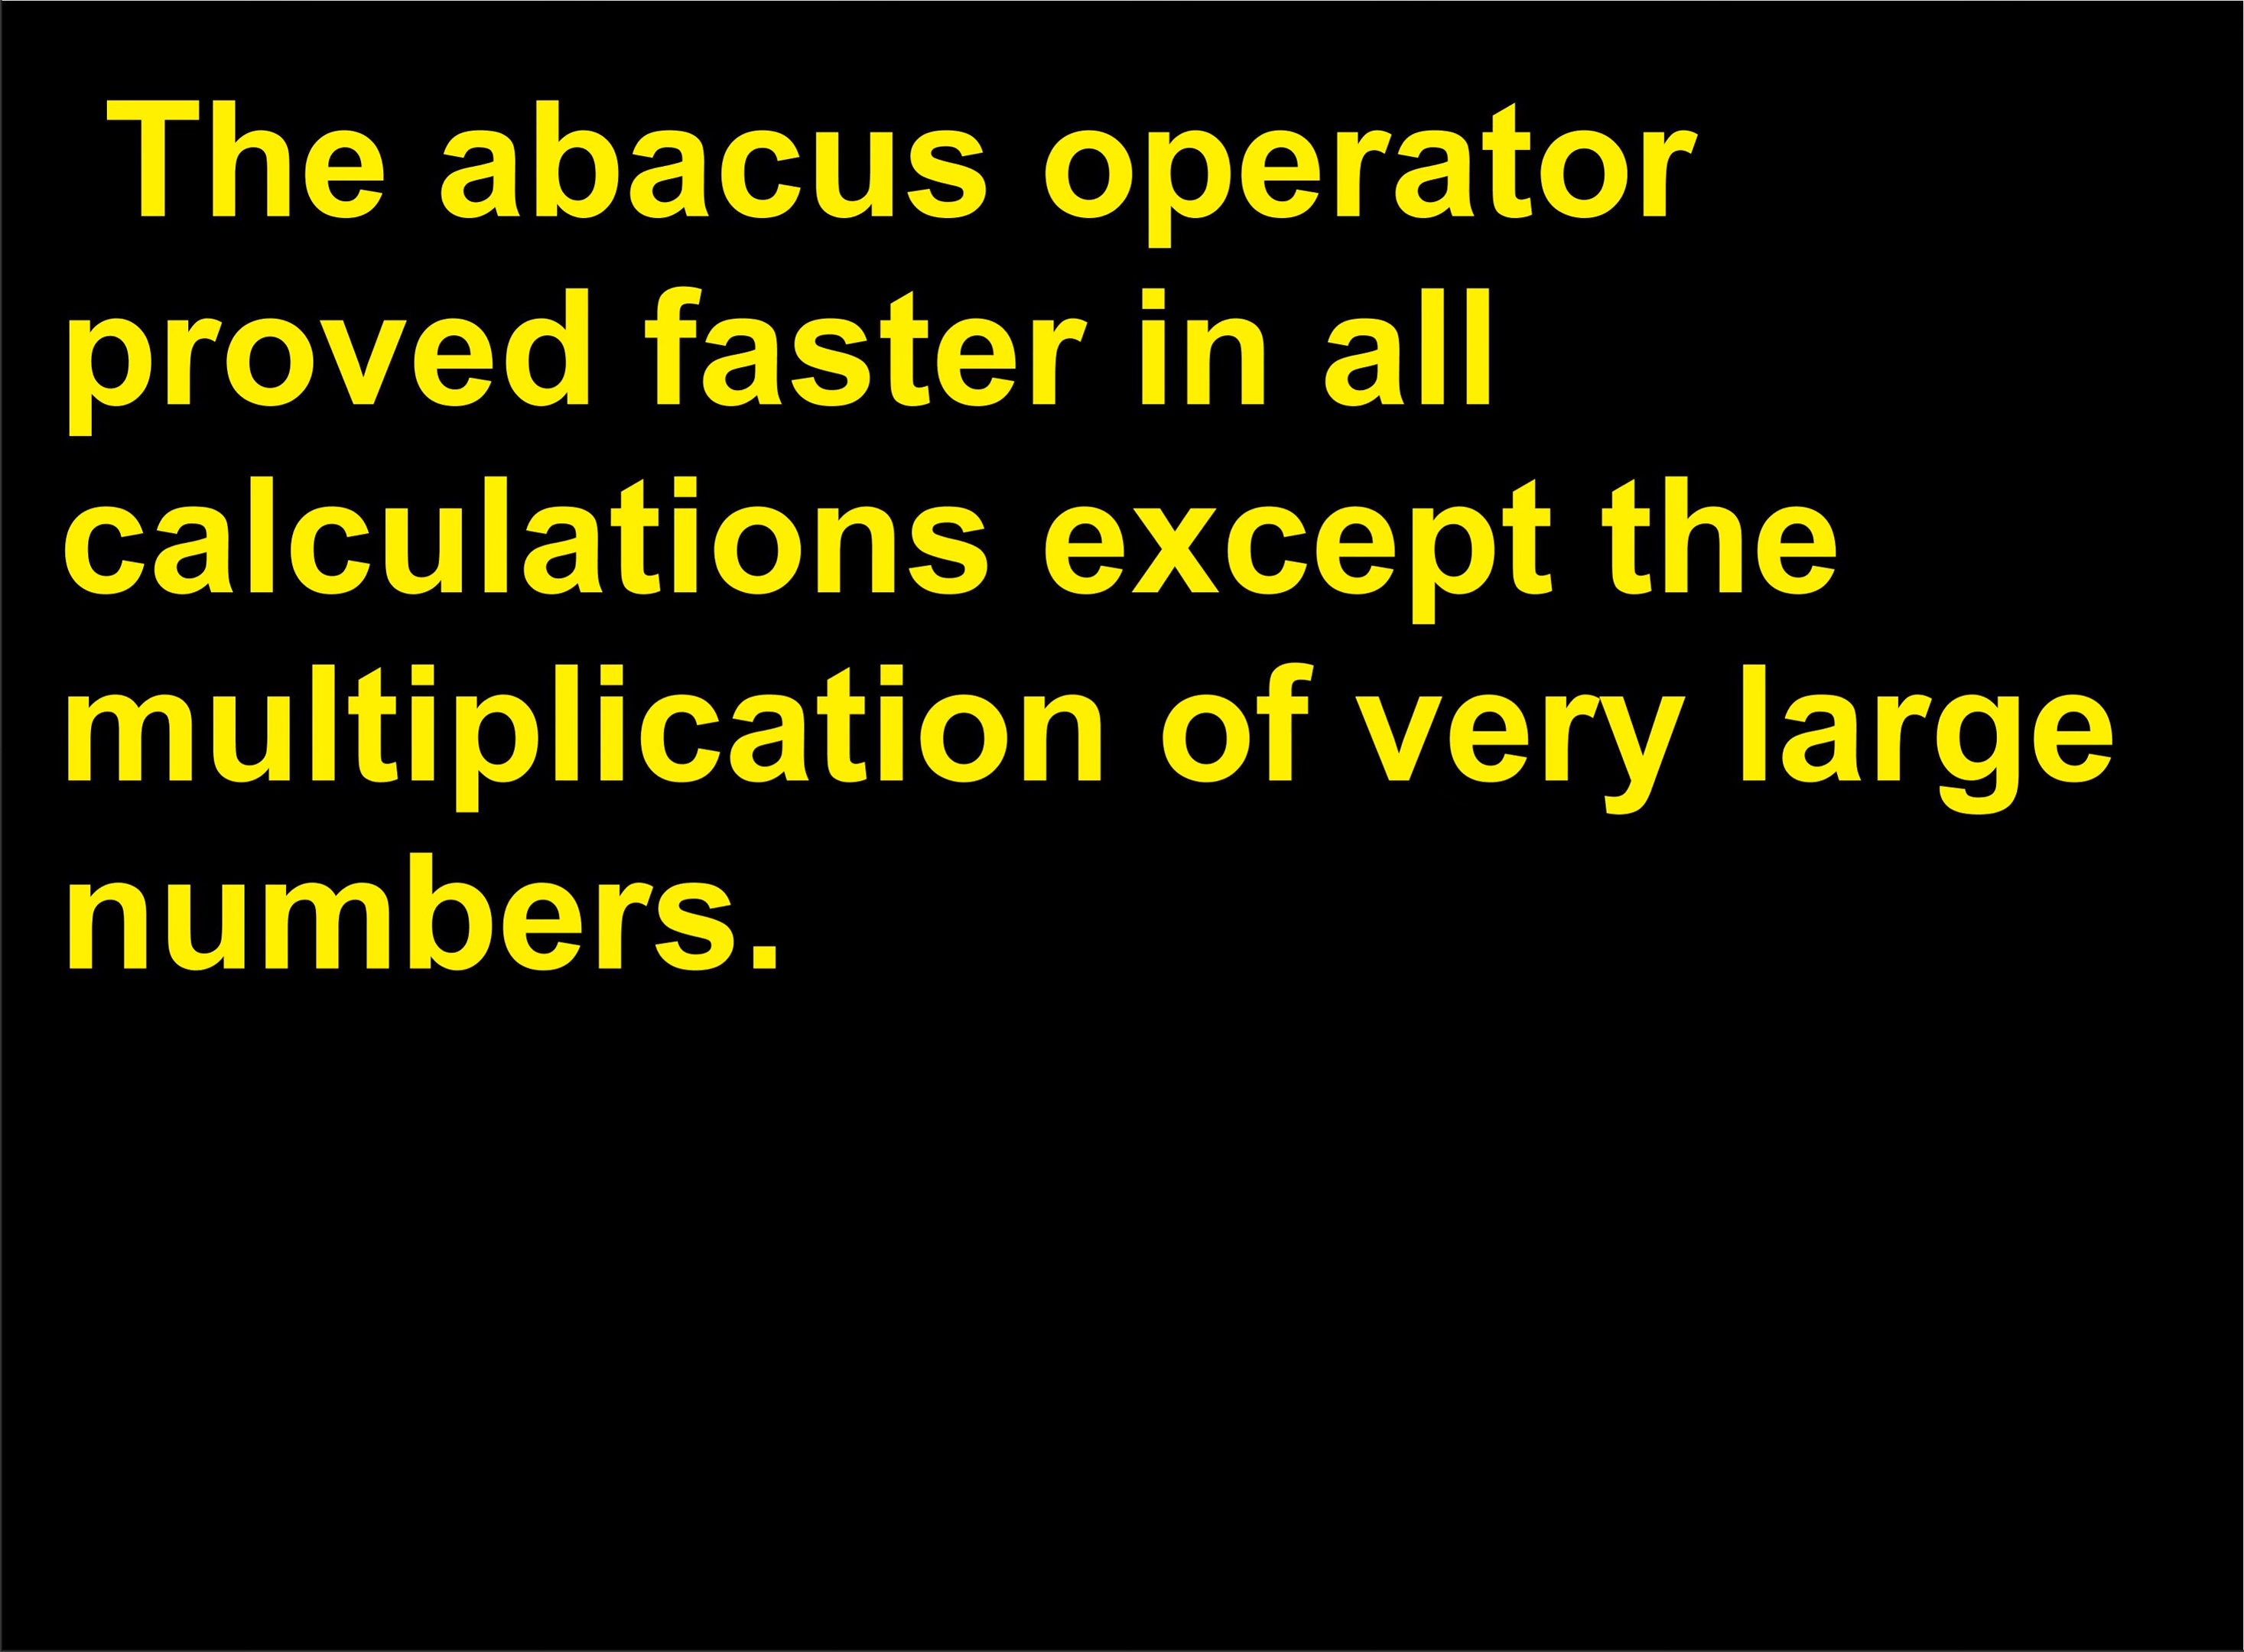 The abacus operator
proved faster in all
calculations except the
multiplication of very large
numbers.